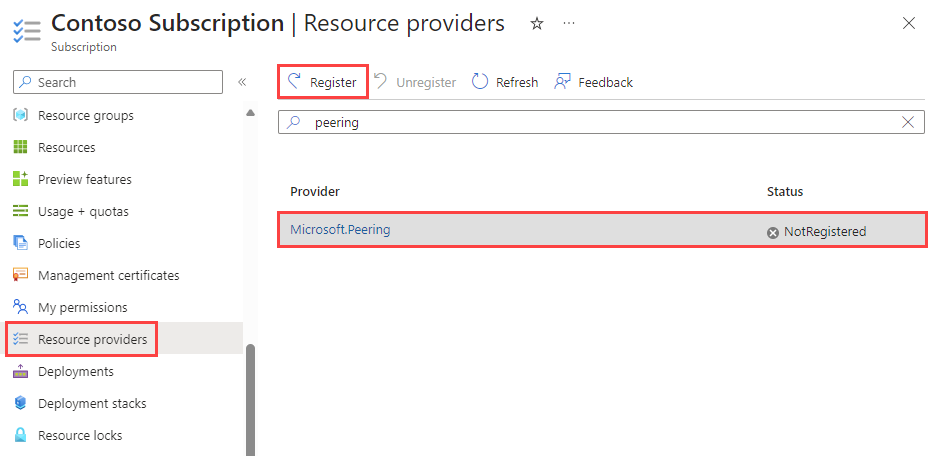 Contoso Subscription | Resource providers
Subscription
Search
Resource groups
Resources
Preview features
Usage + quotas
Policies
Management certificates
My permissions
Resource providers
Deployments
Deployment stacks
Resource locks
Register
Unregister
Refresh
Feedback
peering
Provider
Status
Microsoft.Peering
NotRegistered